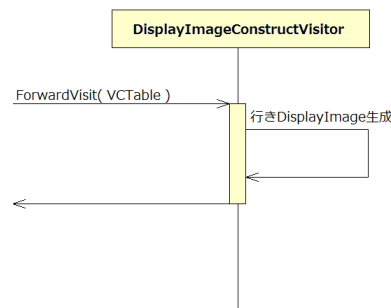 DisplayImageConstructVisitor
ForwardVisit( VCTable )
行きDisplayImage生成